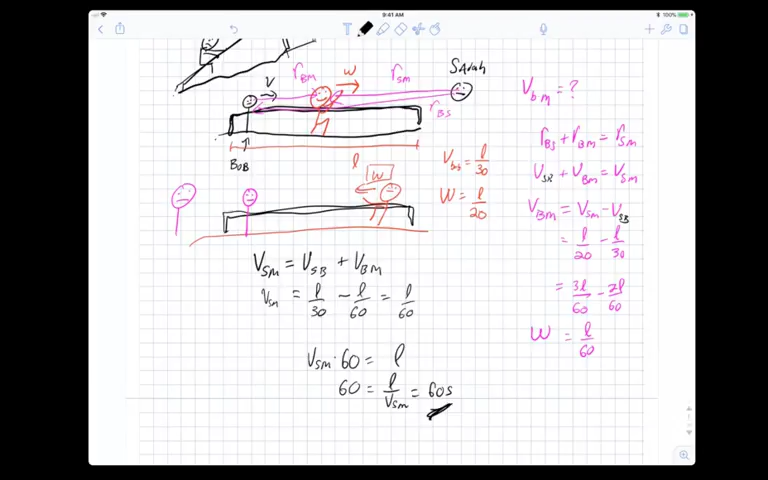 9:41 AM
100%
T
r_BM
w
r_SM
Sarah
V
r_BS
BOB
l
w
V_BS = l/30
W = l/20
V_SM = V_SB + V_BM
V_SM = l/30 - l/60 = l/60
V_SM · 60 = l
60 = l/V_SM = 60s
V_bm = ?
r_BS + r_BM = r_SM
V_SB + V_BM = V_SM
V_BM = V_SM - V_SB
= l/20 - l/30
= 3l/60 - 2l/60
W = l/60